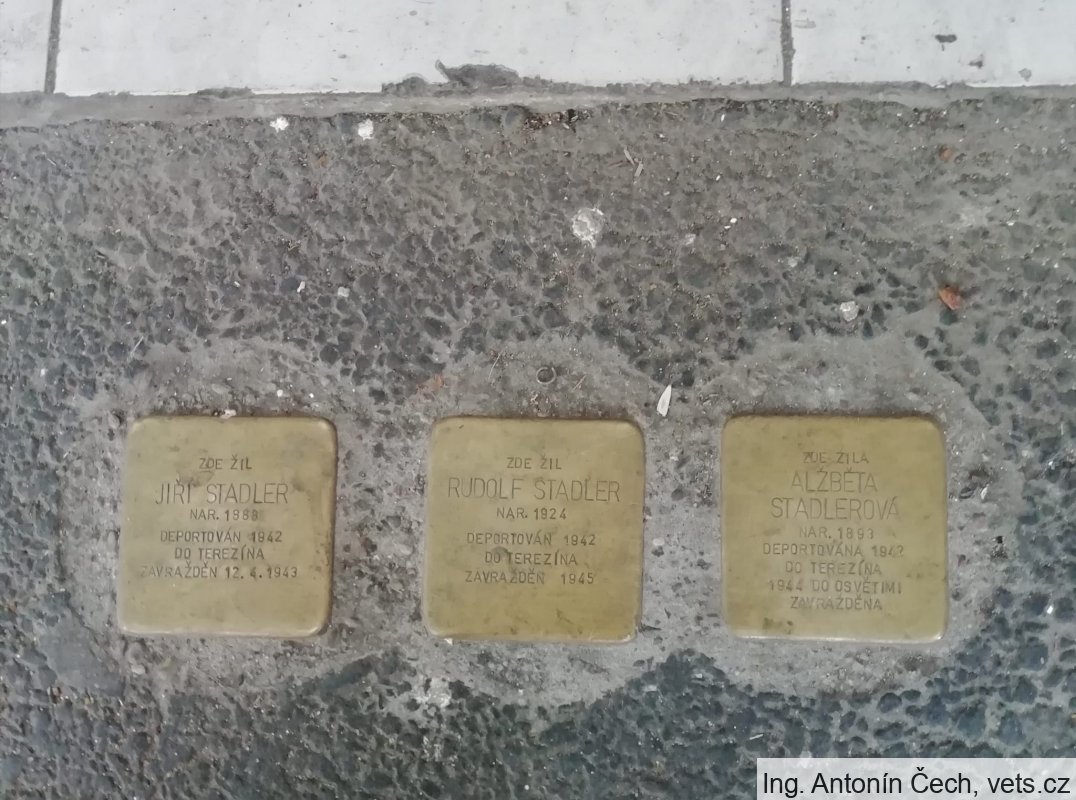 ZDE ŽIL
JIŘÍ STADLER
NAR. 1888
DEPORTOVÁN 1942
DO TEREZÍNA
ZAVRAŽDĚN 12. 4. 1943
ZDE ŽIL
RUDOLF STADLER
NAR. 1924
DEPORTOVÁN 1942
DO TEREZÍNA
ZAVRAŽDĚN 1945
ZDE ŽILA
ALŽBĚTA
STADLEROVÁ
NAR. 1893
DEPORTOVÁNA 1942
DO TEREZÍNA
1944 DO OSVĚTIMI
ZAVRAŽDĚNA
Ing. Antonín Čech, vets.cz